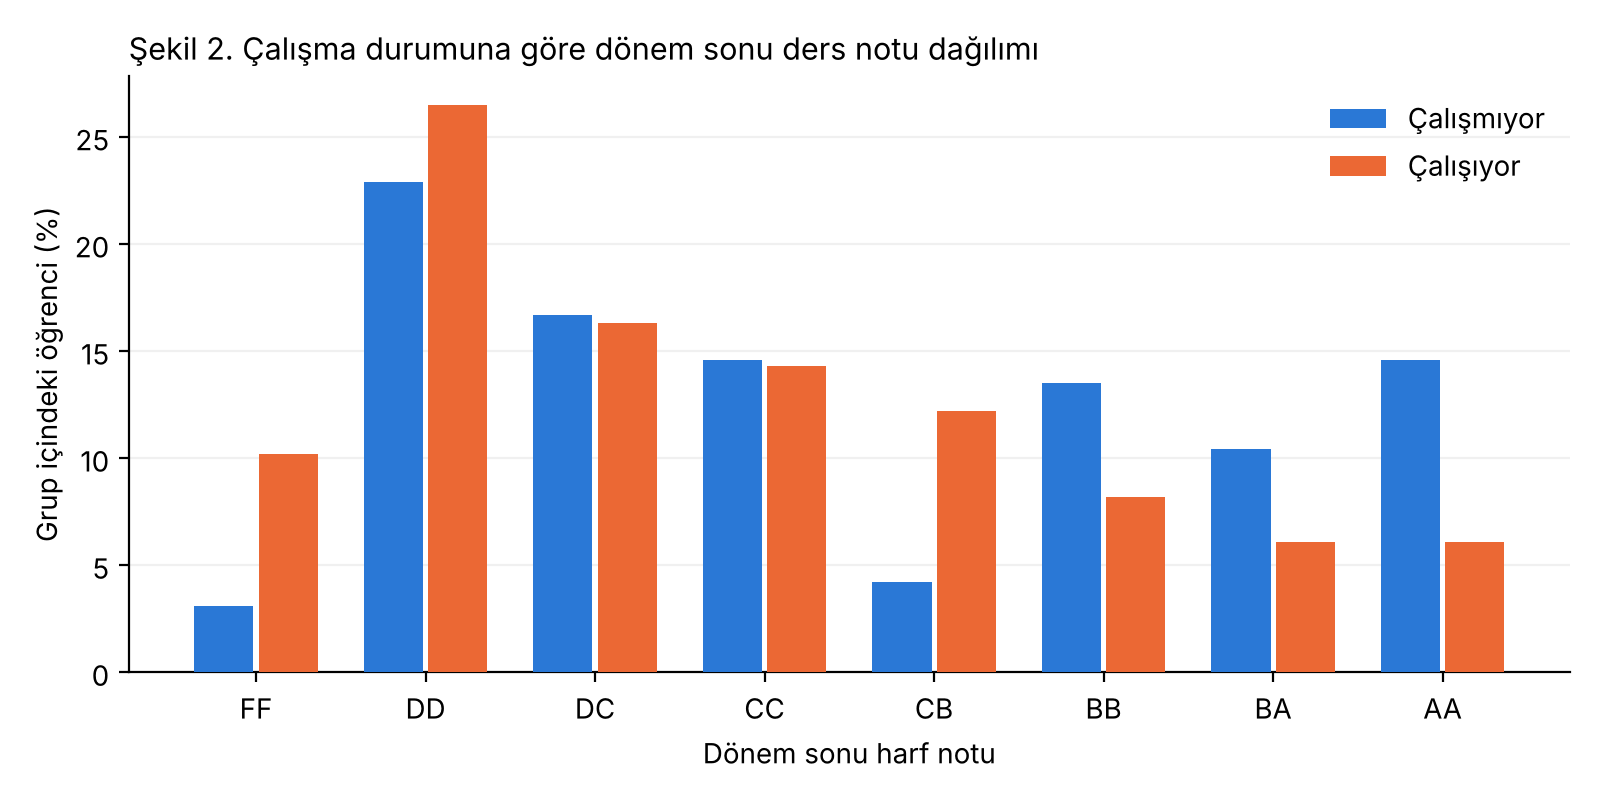 Şekil 2. Çalışma durumuna göre dönem sonu ders notu dağılımı
Çalışmıyor
Çalışıyor
Grup içindeki öğrenci (%)
25
20
15
10
5
0
FF DD DC CC CB BB BA AA
Dönem sonu harf notu